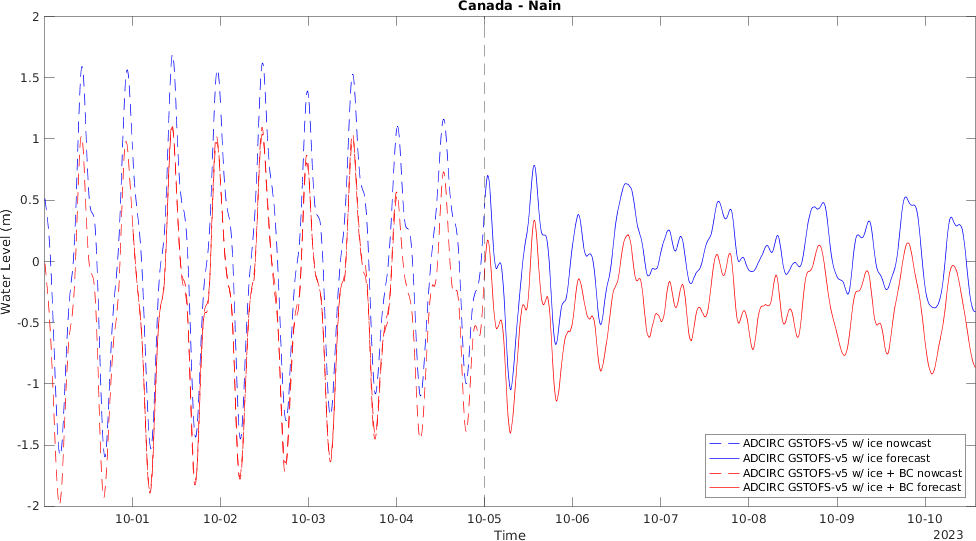 Canada - Nain
2
1.5
1
0.5
0
-0.5
-1
-1.5
-2
Water Level (m)
10-01 10-02 10-03 10-04 10-05 10-06 10-07 10-08 10-09 10-10
Time
2023
ADCIRC GSTOFS-v5 w/ ice nowcast
ADCIRC GSTOFS-v5 w/ ice forecast
ADCIRC GSTOFS-v5 w/ ice + BC nowcast
ADCIRC GSTOFS-v5 w/ ice + BC forecast